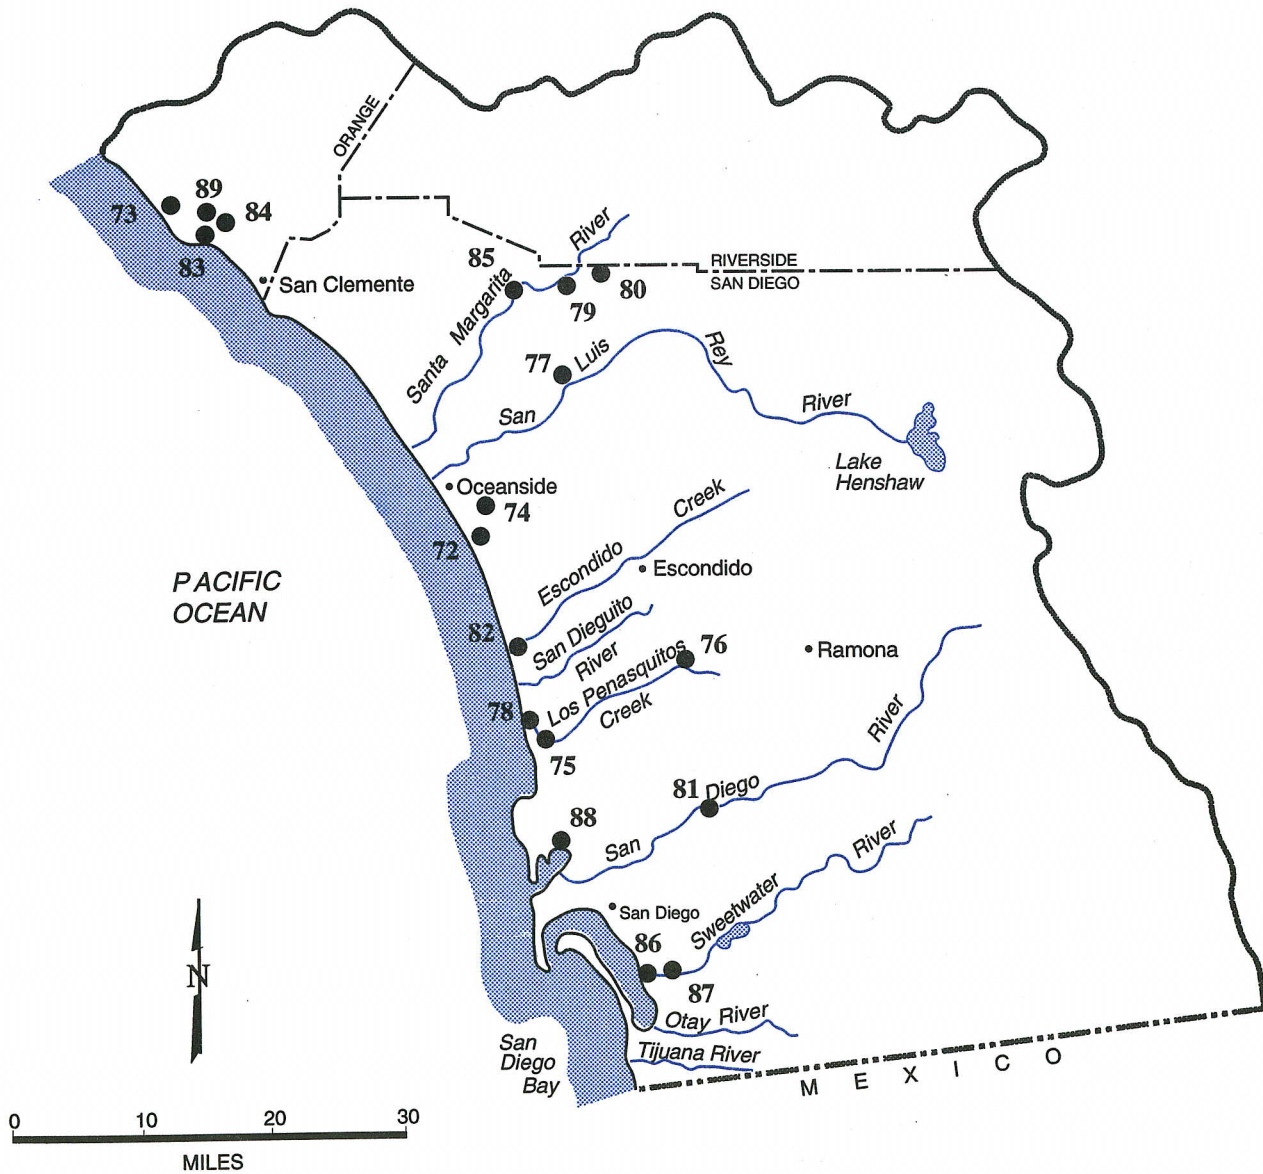 ORANGE
89
73
84
83
San Clemente
85
River
RIVERSIDE
SAN DIEGO
80
79
Santa Margarita
77
San Luis Rey River
Lake
Henshaw
Oceanside
74
72
Escondido Creek
Escondido
PACIFIC
OCEAN
82
San Dieguito
River
76
Ramona
Los Penasquitos
Creek
78
75
81
San Diego River
88
San Diego
Sweetwater River
86
87
N
Otay River
San
Diego
Bay
Tijuana River
MEXICO
0 10 20 30
MILES